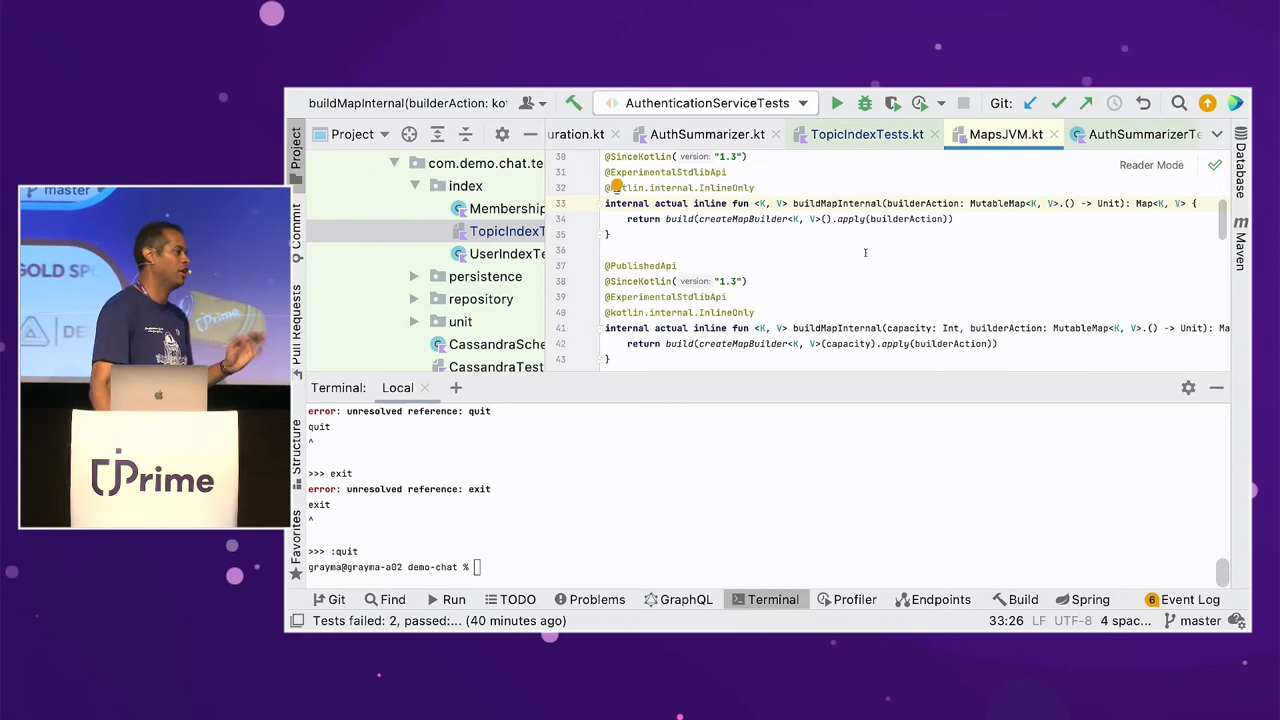 master
GOLD SP
DE
Prime
jPrime
buildMapInternal(builderAction: ko
AuthenticationServiceTests
Git:
Project
uration.kt
AuthSummarizer.kt
TopicIndexTests.kt
MapsJVM.kt
AuthSummarizerTe
Project
Commit
Pull Requests
Structure
Favorites
com.demo.chat.te
index
Membership
TopicIndexT
UserIndexTe
persistence
repository
unit
CassandraSche
CassandraTest
30 @SinceKotlin( version: "1.3")
31 @ExperimentalStdlibApi
32 @kotlin.internal.InlineOnly
33 internal actual inline fun <K, V> buildMapInternal(builderAction: MutableMap<K, V>.() -> Unit): Map<K, V> {
34 return build(createMapBuilder<K, V>().apply(builderAction))
35 }
36
37 @PublishedApi
38 @SinceKotlin( version: "1.3")
39 @ExperimentalStdlibApi
40 @kotlin.internal.InlineOnly
41 internal actual inline fun <K, V> buildMapInternal(capacity: Int, builderAction: MutableMap<K, V>.() -> Unit): Ma
42 return build(createMapBuilder<K, V>(capacity).apply(builderAction))
43 }
Reader Mode
Database
Maven
Terminal: Local
error: unresolved reference: quit
quit
^
>>> exit
error: unresolved reference: exit
exit
^
>>> :quit
grayma@grayma-a02 demo-chat %
Git Find Run TODO Problems GraphQL Terminal Profiler Endpoints Build Spring 6 Event Log
Tests failed: 2, passed:... (40 minutes ago) 33:26 LF UTF-8 4 spac... master